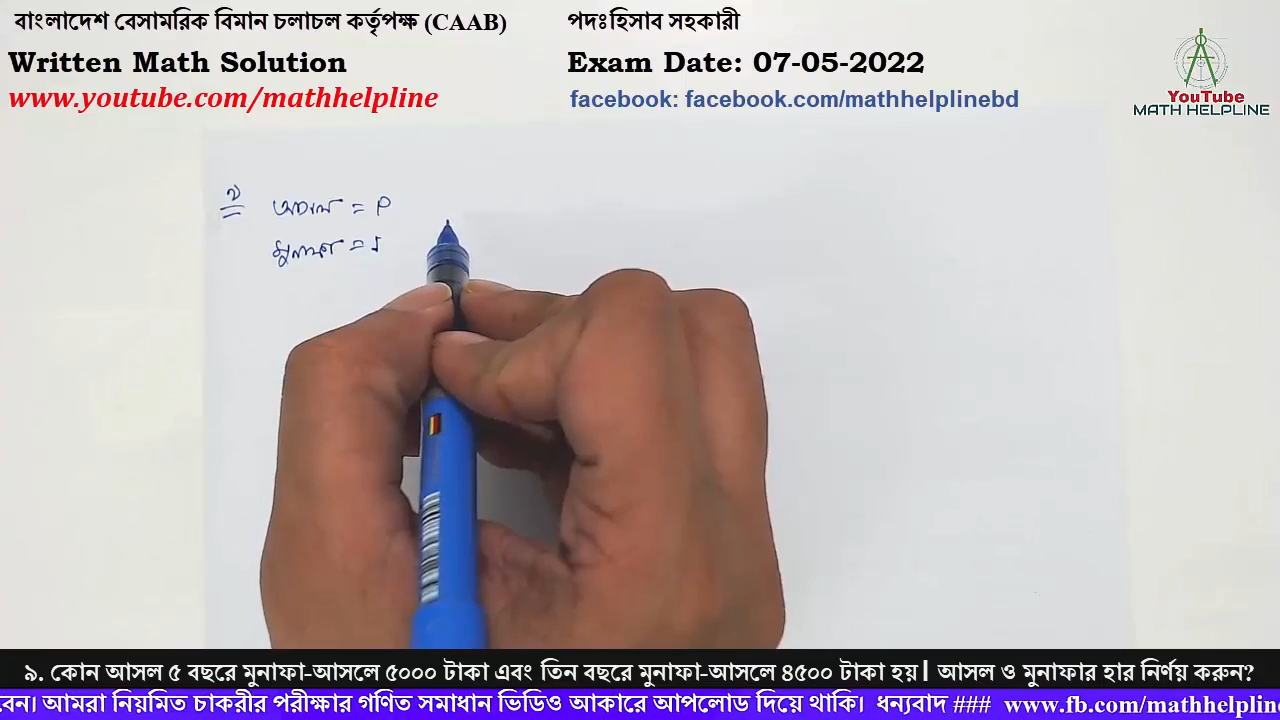 বাংলাদেশ বেসামরিক বিমান চলাচল কর্তৃপক্ষ (CAAB) পদঃহিসাব সহকারী
Written Math Solution Exam Date: 07-05-2022
www.youtube.com/mathhelpline facebook: facebook.com/mathhelplinebd
YouTube
MATH HELPLINE
৯ আসল = P
মুনাফা = I
৯. কোন আসল ৫ বছরে মুনাফা-আসলে ৫০০০ টাকা এবং তিন বছরে মুনাফা-আসলে ৪৫০০ টাকা হয়| আসল ও মুনাফার হার নির্ণয় করুন?
বেন। আমরা নিয়মিত চাকরীর পরীক্ষার গণিত সমাধান ভিডিও আকারে আপলোড দিয়ে থাকি। ধন্যবাদ ### www.fb.com/mathhelpline